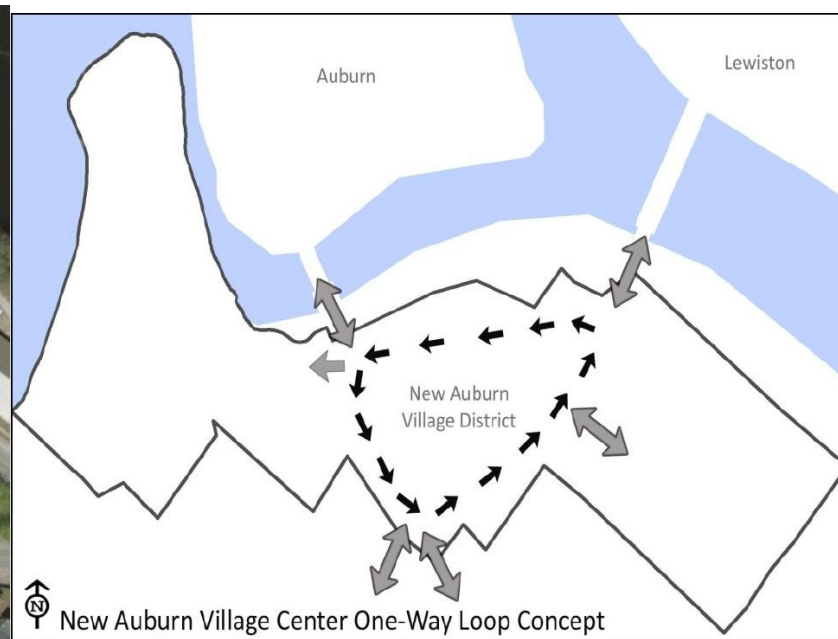 Auburn
Lewiston
New Auburn
Village District
N
New Auburn Village Center One-Way Loop Concept